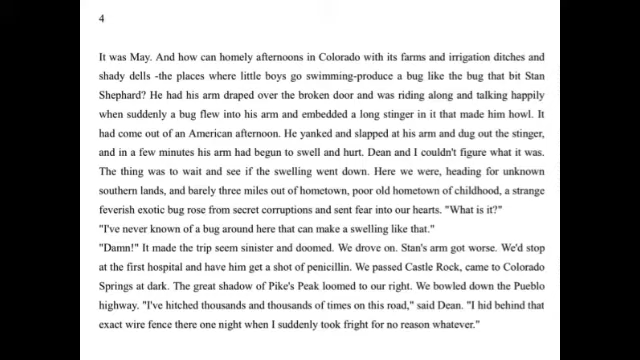 4
It was May. And how can homely afternoons in Colorado with its farms and irrigation ditches and
shady dells -the places where little boys go swimming-produce a bug like the bug that bit Stan
Shephard? He had his arm draped over the broken door and was riding along and talking happily
when suddenly a bug flew into his arm and embedded a long stinger in it that made him howl. It
had come out of an American afternoon. He yanked and slapped at his arm and dug out the stinger,
and in a few minutes his arm had begun to swell and hurt. Dean and I couldn't figure what it was.
The thing was to wait and see if the swelling went down. Here we were, heading for unknown
southern lands, and barely three miles out of hometown, poor old hometown of childhood, a strange
feverish exotic bug rose from secret corruptions and sent fear into our hearts. "What is it?"
"I've never known of a bug around here that can make a swelling like that."
"Damn!" It made the trip seem sinister and doomed. We drove on. Stan's arm got worse. We'd stop
at the first hospital and have him get a shot of penicillin. We passed Castle Rock, came to Colorado
Springs at dark. The great shadow of Pike's Peak loomed to our right. We bowled down the Pueblo
highway. "I've hitched thousands and thousands of times on this road," said Dean. "I hid behind that
exact wire fence there one night when I suddenly took fright for no reason whatever."